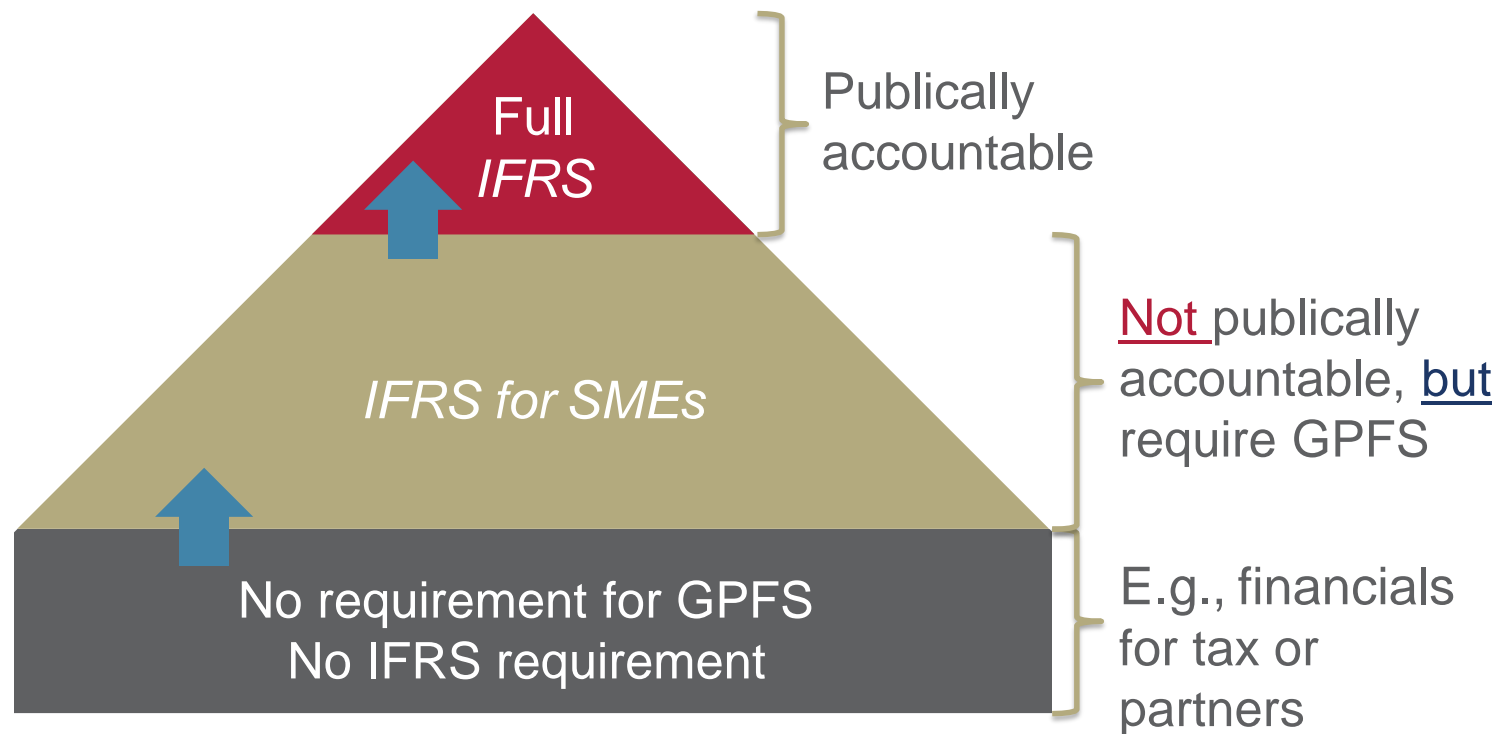 Full
IFRS
Publically
accountable
IFRS for SMEs
Not publically
accountable, but
require GPFS
No requirement for GPFS
No IFRS requirement
E.g., financials
for tax or
partners